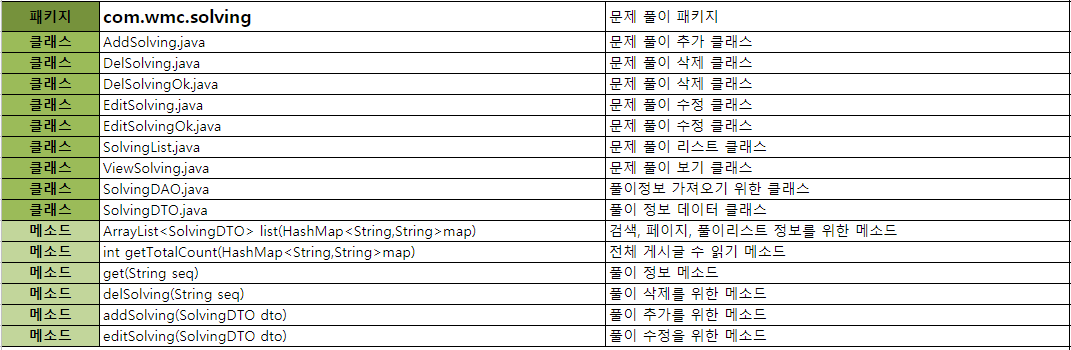 패키지 com.wmc.solving 문제 풀이 패키지
클래스 AddSolving.java 문제 풀이 추가 클래스
클래스 DelSolving.java 문제 풀이 삭제 클래스
클래스 DelSolvingOk.java 문제 풀이 삭제 클래스
클래스 EditSolving.java 문제 풀이 수정 클래스
클래스 EditSolvingOk.java 문제 풀이 수정 클래스
클래스 SolvingList.java 문제 풀이 리스트 클래스
클래스 ViewSolving.java 문제 풀이 보기 클래스
클래스 SolvingDAO.java 풀이정보 가져오기 위한 클래스
클래스 SolvingDTO.java 풀이 정보 데이터 클래스
메소드 ArrayList<SolvingDTO> list(HashMap<String,String>map) 검색, 페이지, 풀이리스트 정보를 위한 메소드
메소드 int getTotalCount(HashMap<String,String>map) 전체 게시글 수 읽기 메소드
메소드 get(String seq) 풀이 정보 메소드
메소드 delSolving(String seq) 풀이 삭제를 위한 메소드
메소드 addSolving(SolvingDTO dto) 풀이 추가를 위한 메소드
메소드 editSolving(SolvingDTO dto) 풀이 수정을 위한 메소드